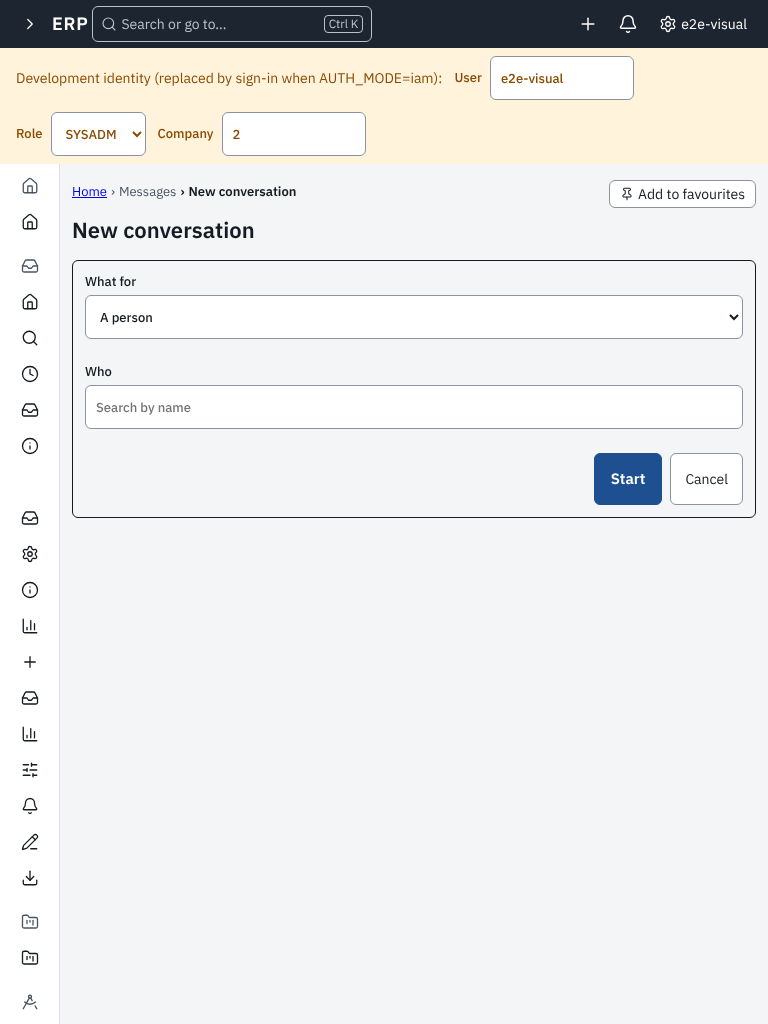 ERP
Search or go to...
Ctrl K
e2e-visual
Development identity (replaced by sign-in when AUTH_MODE=iam):
User
e2e-visual
Role
SYSADM
Company
2
Home › Messages › New conversation
Add to favourites
New conversation
What for
A person
Who
Search by name
Start
Cancel